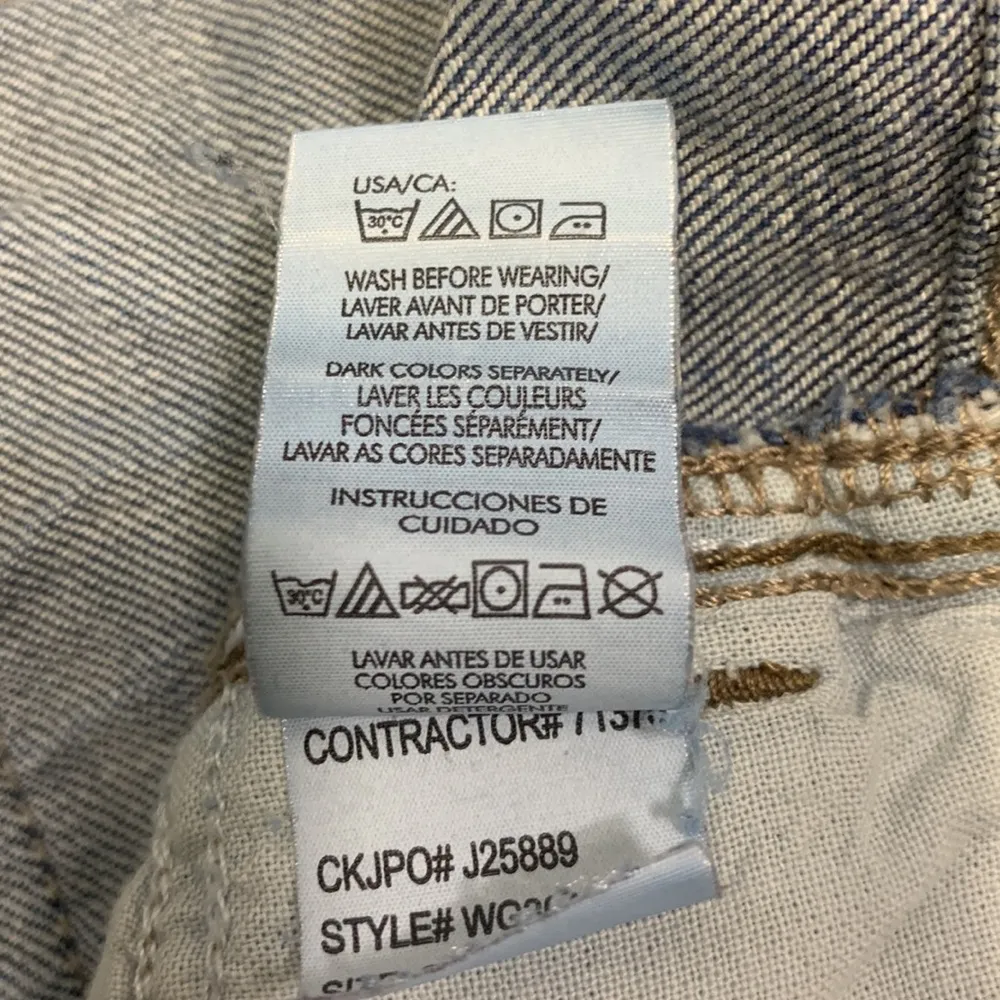 USA/CA:
30°C
WASH BEFORE WEARING/
LAVER AVANT DE PORTER/
LAVAR ANTES DE VESTIR/
DARK COLORS SEPARATELY/
LAVER LES COULEURS
FONCÉES SÉPARÉMENT/
LAVAR AS CORES SEPARADAMENTE
INSTRUCCIONES DE
CUIDADO
30°C
LAVAR ANTES DE USAR
COLORES OBSCUROS
POR SEPARADO
USAR DETERGENTE
CONTRACTOR#
CKJPO# J25889
STYLE#